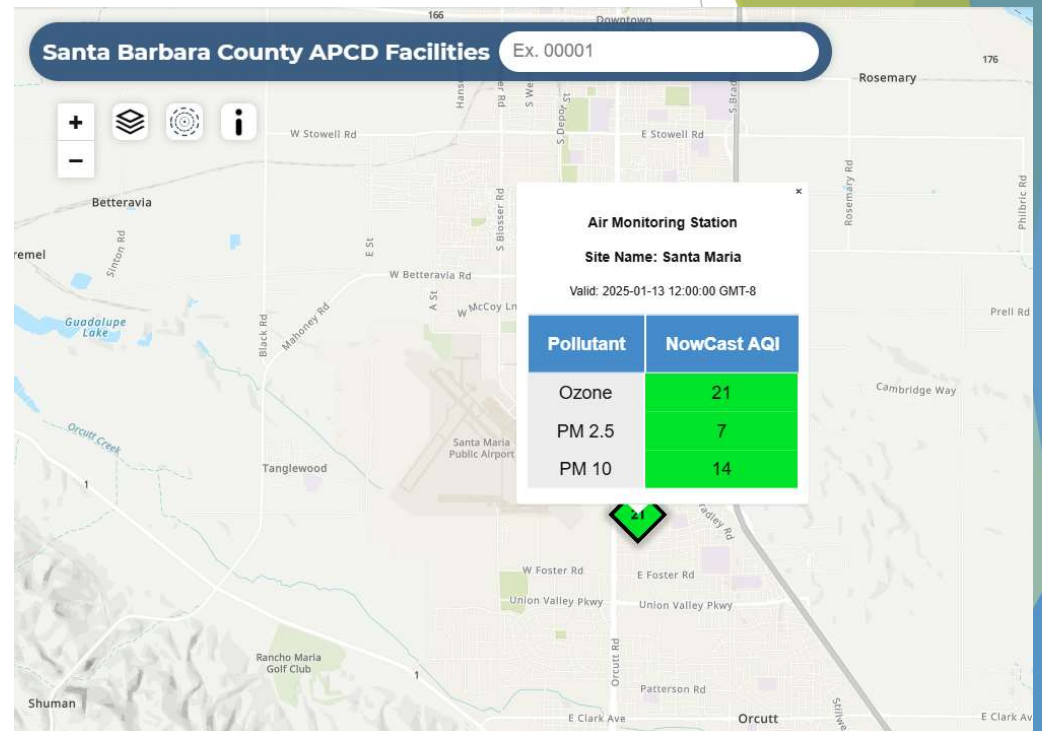 166
Downtown
Santa Barbara County APCD Facilities
Ex. 00001
176
Rosemary
+
−
i
W Stowell Rd
E Stowell Rd
S Depot St
Rosemary Rd
Philbric Rd
Betteravia
Sinton Rd
E St
S Blosser Rd
remel
W Betteravia Rd
A St
W McCoy Ln
Guadalupe
Lake
Mahoney Rd
Black Rd
Prell Rd
×
Air Monitoring Station
Site Name: Santa Maria
Valid: 2025-01-13 12:00:00 GMT-8
Pollutant NowCast AQI
Ozone 21
PM 2.5 7
PM 10 14
Cambridge Way
Orcutt Creek
Santa Maria
Public Airport
Tanglewood
1
21
Bradley Rd
W Foster Rd
E Foster Rd
Union Valley Pkwy
Union Valley Pkwy
Rancho Maria
Golf Club
1
Orcutt Rd
Patterson Rd
Shuman
E Clark Ave
Orcutt
E Clark Av